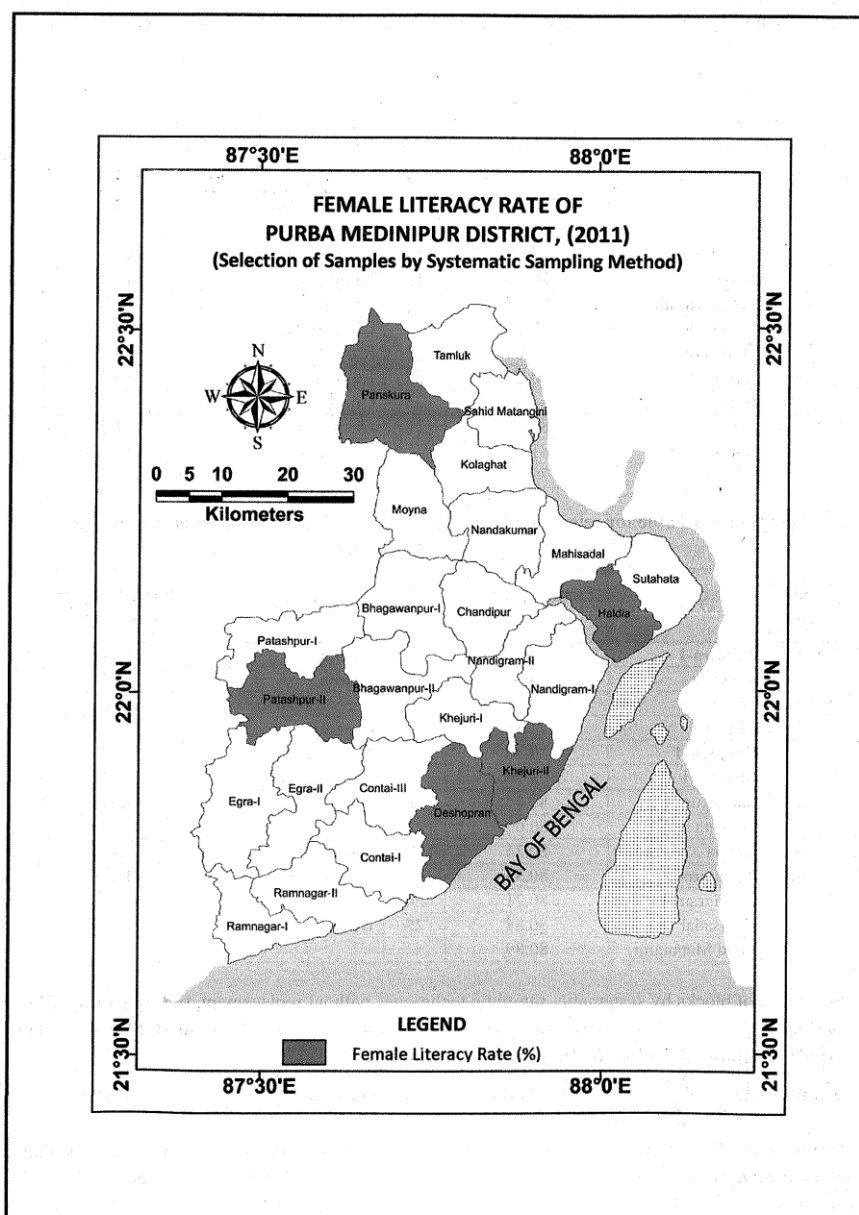 87°30'E 88°0'E
FEMALE LITERACY RATE OF
PURBA MEDINIPUR DISTRICT, (2011)
(Selection of Samples by Systematic Sampling Method)
22°30'N 22°30'N
N
W E
S
Tamluk
Panskura
Sahid Matangini
Kolaghat
0 5 10 20 30
Kilometers
Moyna
Nandakumar
Mahisadal
Sutahata
Bhagawanpur-I
Chandipur
Haldia
Patashpur-I
Nandigram-II
22°0'N 22°0'N
Patashpur-II
Bhagawanpur-II
Nandigram-I
Khejuri-I
Khejuri-II
Egra-I
Egra-II
Contai-III
Deshopran
BAY OF BENGAL
Contai-I
Ramnagar-II
Ramnagar-I
LEGEND
Female Literacy Rate (%)
21°30'N 21°30'N
87°30'E 88°0'E